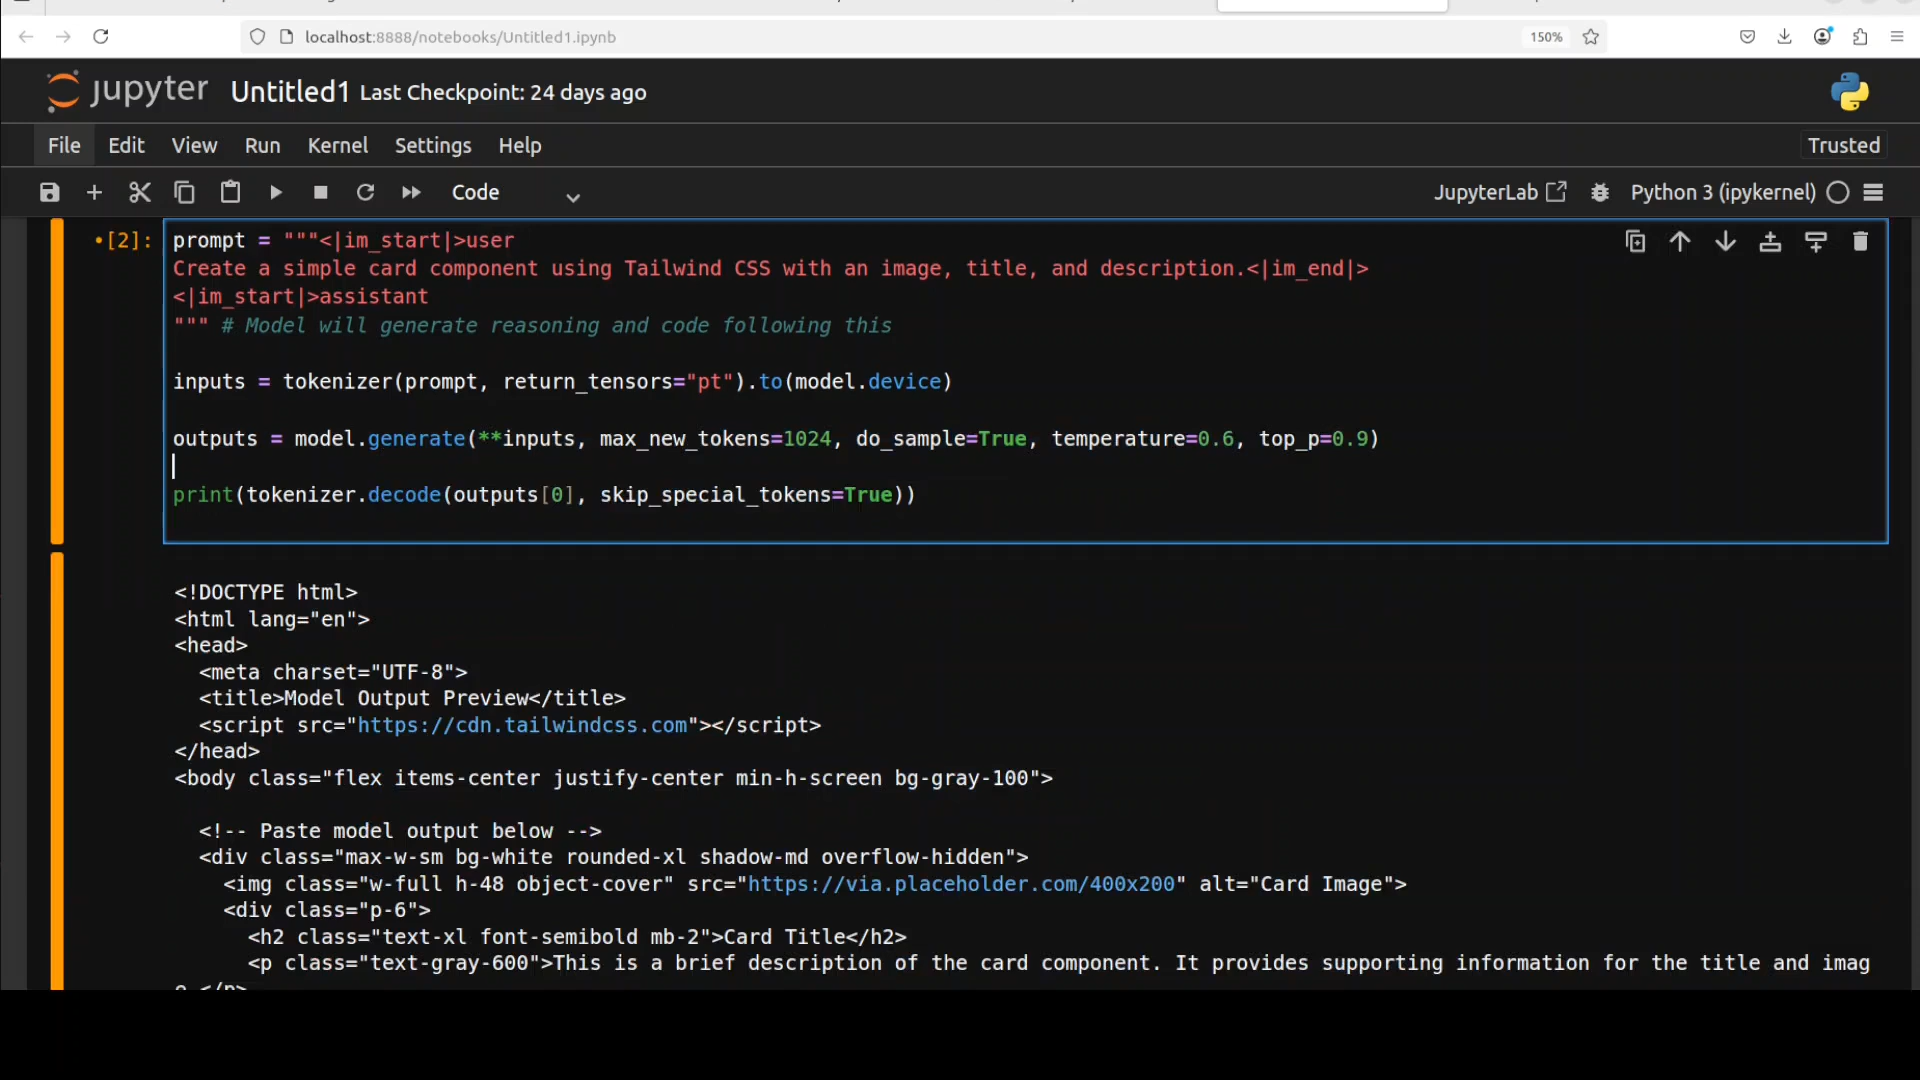 localhost:8888/notebooks/Untitled1.ipynb
150%
jupyter Untitled1 Last Checkpoint: 24 days ago
File Edit View Run Kernel Settings Help
Trusted
Code
JupyterLab
Python 3 (ipykernel)
•[2]:
prompt = """<|im_start|>user
Create a simple card component using Tailwind CSS with an image, title, and description.<|im_end|>
<|im_start|>assistant
""" # Model will generate reasoning and code following this
inputs = tokenizer(prompt, return_tensors="pt").to(model.device)
outputs = model.generate(**inputs, max_new_tokens=1024, do_sample=True, temperature=0.6, top_p=0.9)
print(tokenizer.decode(outputs[0], skip_special_tokens=True))
<!DOCTYPE html>
<html lang="en">
<head>
  <meta charset="UTF-8">
  <title>Model Output Preview</title>
  <script src="https://cdn.tailwindcss.com"></script>
</head>
<body class="flex items-center justify-center min-h-screen bg-gray-100">
  <!-- Paste model output below -->
  <div class="max-w-sm bg-white rounded-xl shadow-md overflow-hidden">
    <img class="w-full h-48 object-cover" src="https://via.placeholder.com/400x200" alt="Card Image">
    <div class="p-6">
      <h2 class="text-xl font-semibold mb-2">Card Title</h2>
      <p class="text-gray-600">This is a brief description of the card component. It provides supporting information for the title and imag